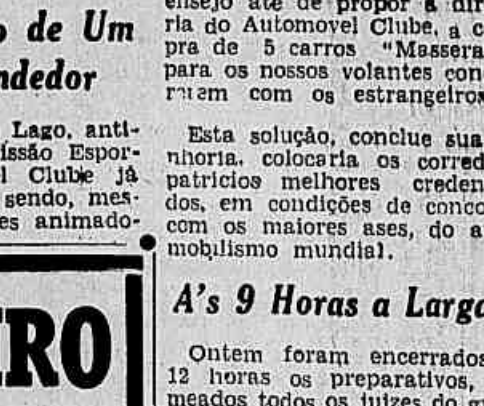 o de Um
ndedor
Lago, anti-
issão Espor-
l Clube já
sendo, mes-
es animado-
IRO
ensejo até de propor a dir
ria do Automovel Clube, a c
pra de 5 carros "Massera
para os nossos volantes con
rrem com os estrangeiros
Esta solução, conclue sua
nhoria, colocaria os corred
patricios melhores creden
dos, em condições de conco
com os maiores ases, do a
mobilismo mundial.
A's 9 Horas a Larga
Ontem foram encerrados
12 horas os preparativos,
meados todos os juizes do